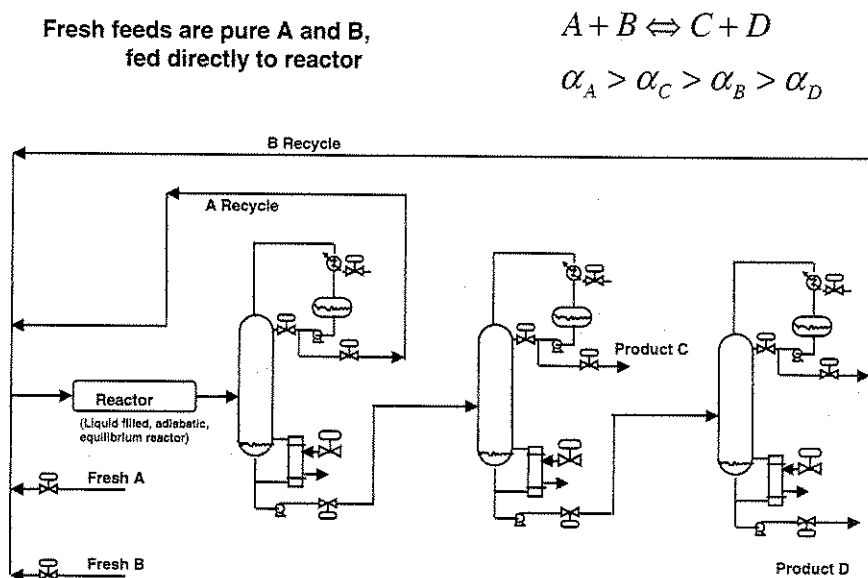 Fresh feeds are pure A and B,
fed directly to reactor
A + B ⇔ C + D
α_A > α_C > α_B > α_D
B Recycle
A Recycle
Product C
Reactor
(Liquid filled, adiabatic,
equilibrium reactor)
Fresh A
Fresh B
Product D